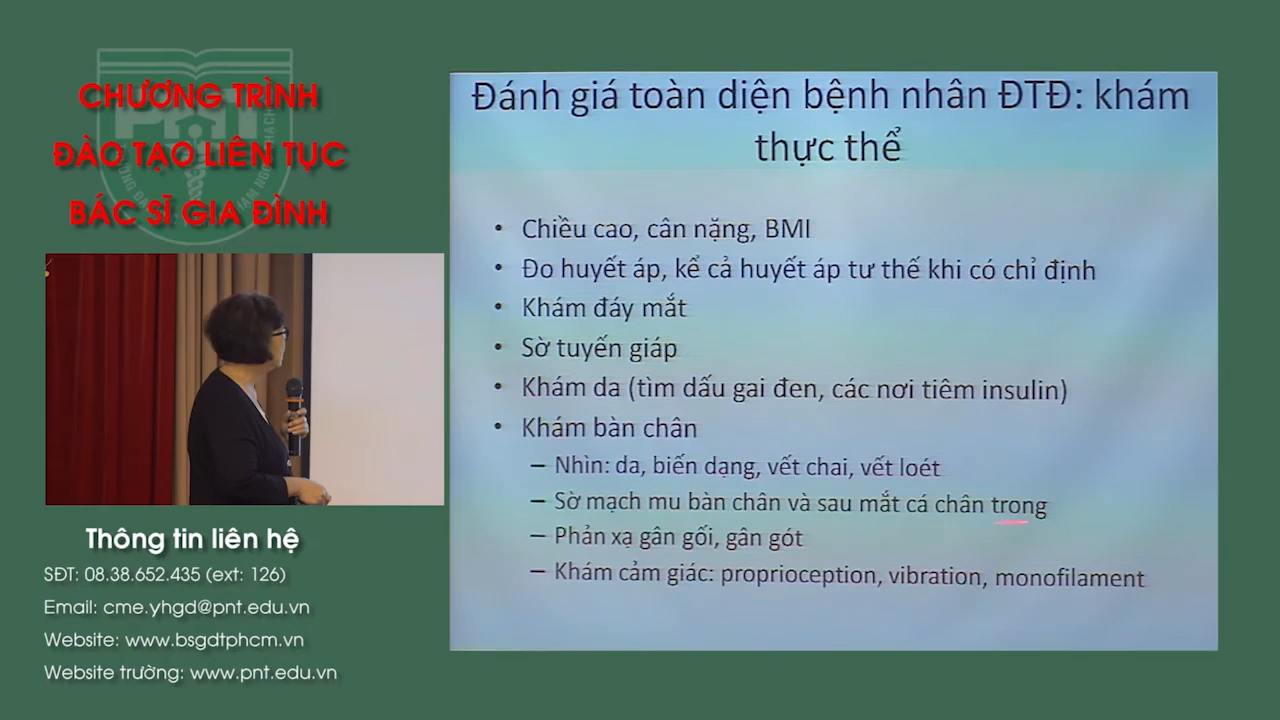 CHƯƠNG TRÌNH
ĐÀO TẠO LIÊN TỤC
BÁC SĨ GIA ĐÌNH
PNT
Đánh giá toàn diện bệnh nhân ĐTĐ: khám
thực thể
• Chiều cao, cân nặng, BMI
• Đo huyết áp, kể cả huyết áp tư thế khi có chỉ định
• Khám đáy mắt
• Sờ tuyến giáp
• Khám da (tìm dấu gai đen, các nơi tiêm insulin)
• Khám bàn chân
– Nhìn: da, biến dạng, vết chai, vết loét
– Sờ mạch mu bàn chân và sau mắt cá chân trong
– Phản xạ gân gối, gân gót
– Khám cảm giác: proprioception, vibration, monofilament
Thông tin liên hệ
SĐT: 08.38.652.435 (ext: 126)
Email: cme.yhgd@pnt.edu.vn
Website: www.bsgdtphcm.vn
Website trường: www.pnt.edu.vn